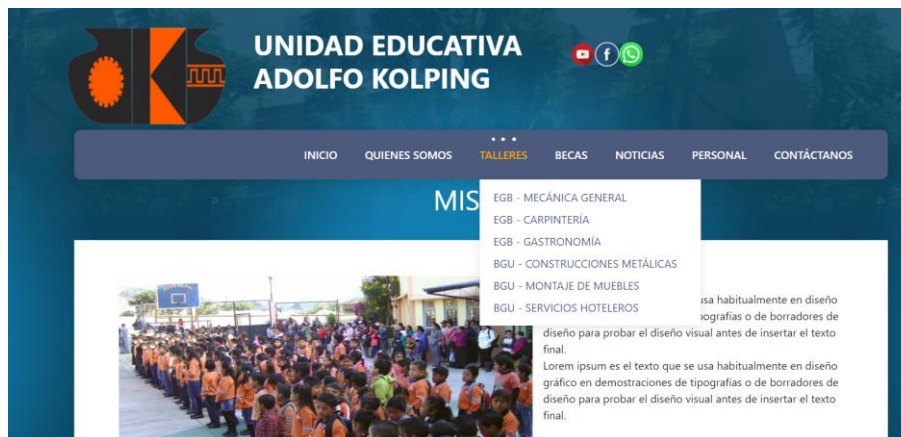 UNIDAD EDUCATIVA
ADOLFO KOLPING
INICIO QUIENES SOMOS TALLERES BECAS NOTICIAS PERSONAL CONTÁCTANOS
MIS
EGB - MECÁNICA GENERAL
EGB - CARPINTERÍA
EGB - GASTRONOMÍA
BGU - CONSTRUCCIONES METÁLICAS
BGU - MONTAJE DE MUEBLES
BGU - SERVICIOS HOTELEROS
usa habitualmente en diseño
tipografías o de borradores de
diseño para probar el diseño visual antes de insertar el texto
final.
Lorem ipsum es el texto que se usa habitualmente en diseño
gráfico en demostraciones de tipografías o de borradores de
diseño para probar el diseño visual antes de insertar el texto
final.